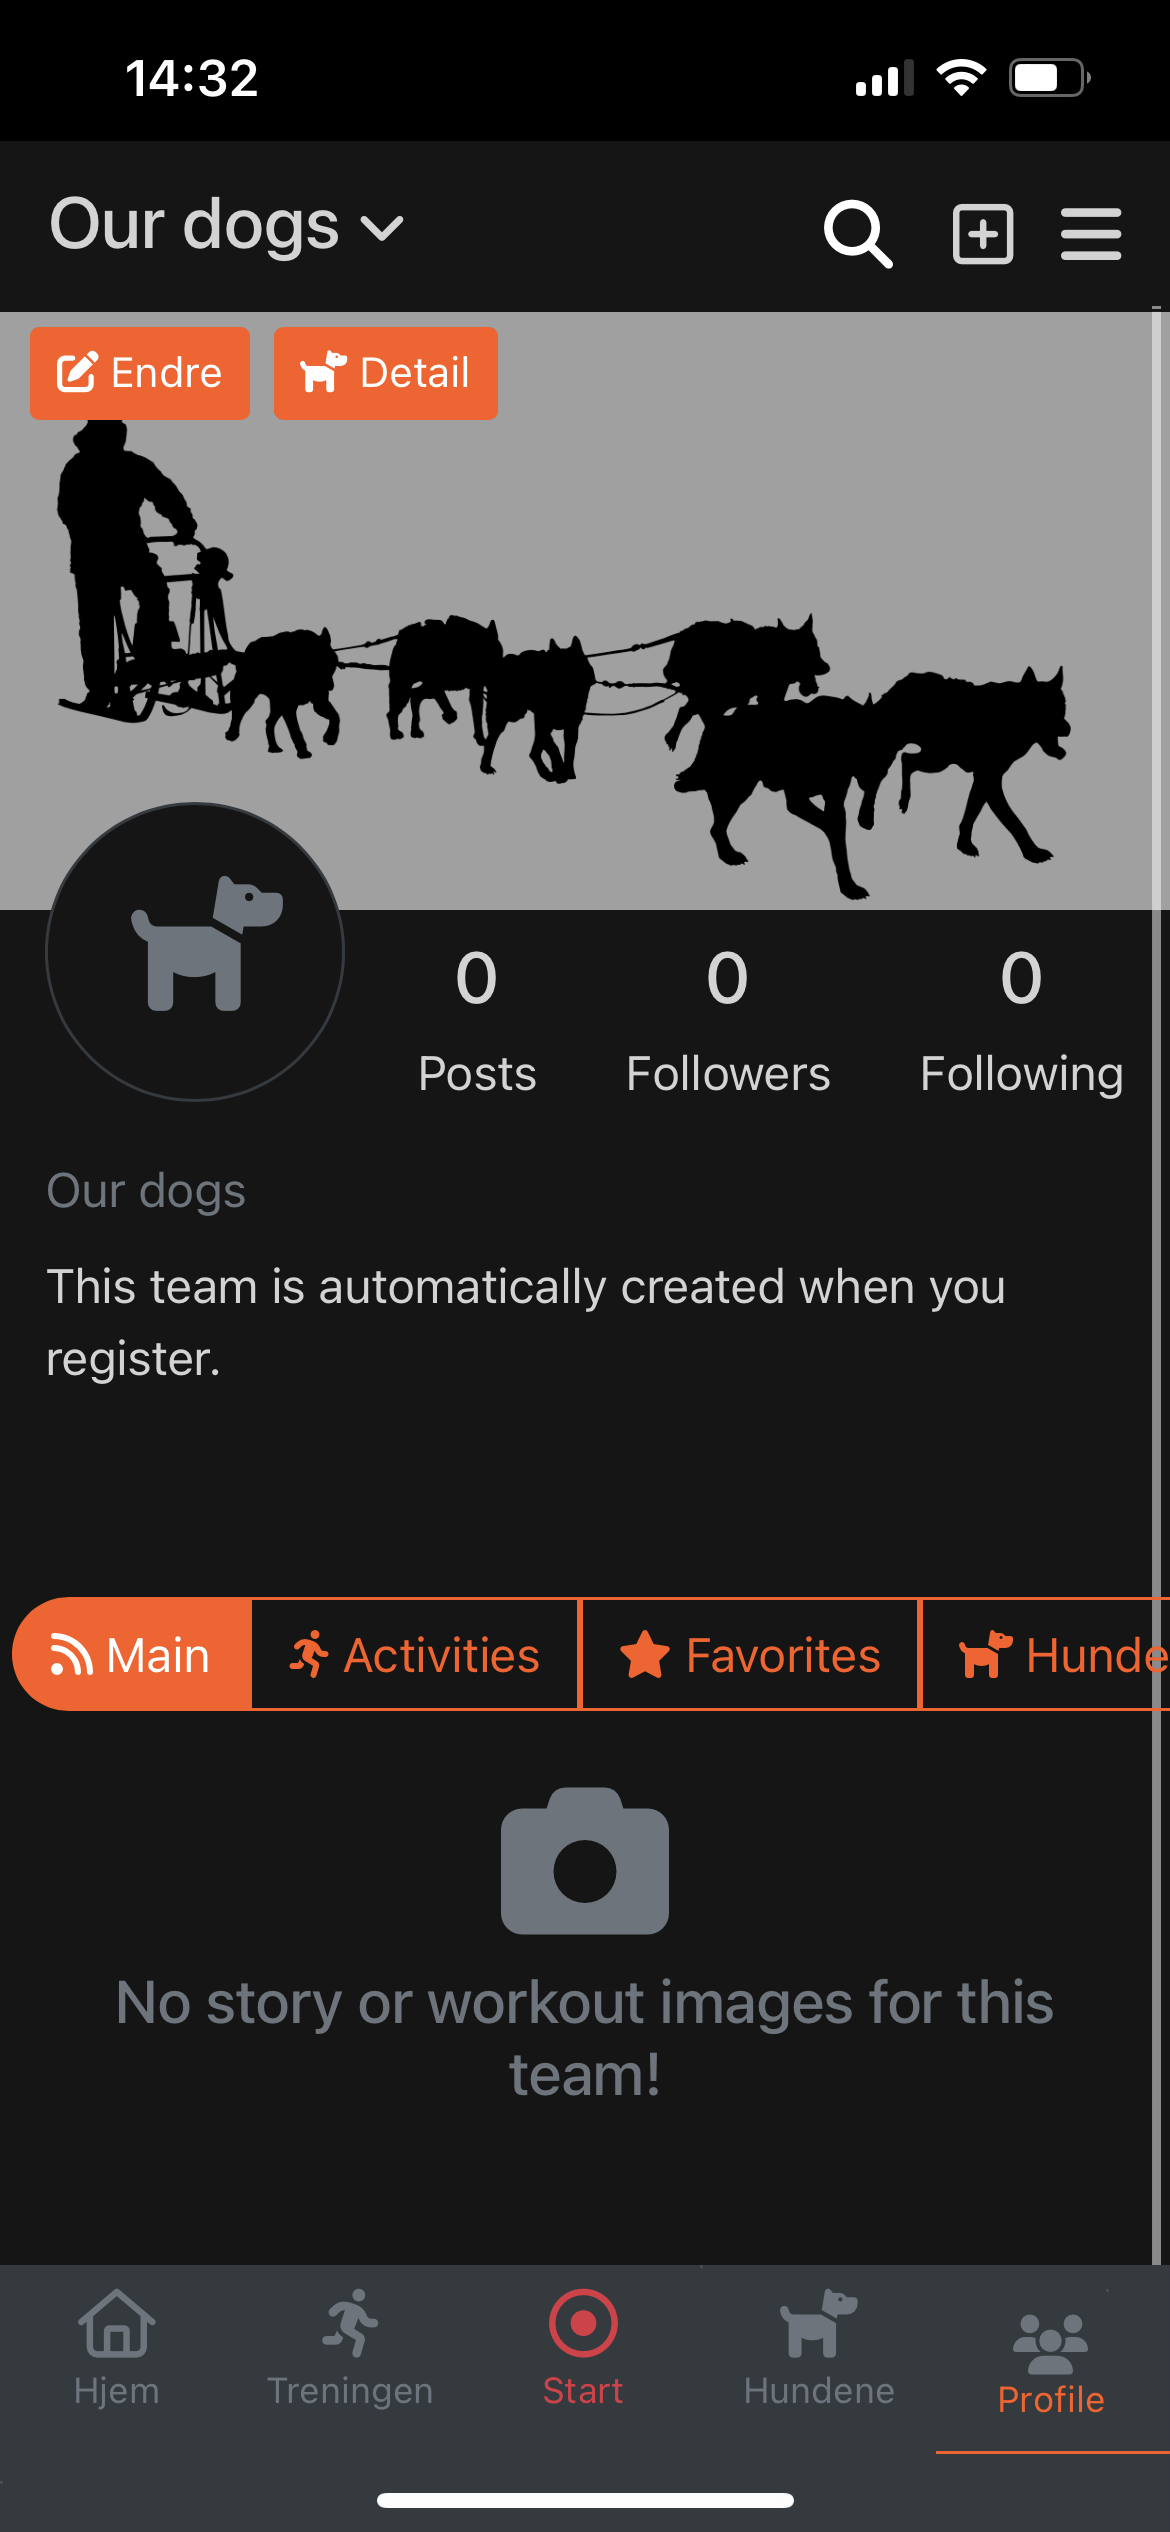 14:32
Our dogs
Endre
Detail
0
0
0
Posts
Followers
Following
Our dogs
This team is automatically created when you
register.
Main
Activities
Favorites
Hunde
No story or workout images for this
team!
Hjem
Treningen
Start
Hundene
Profile